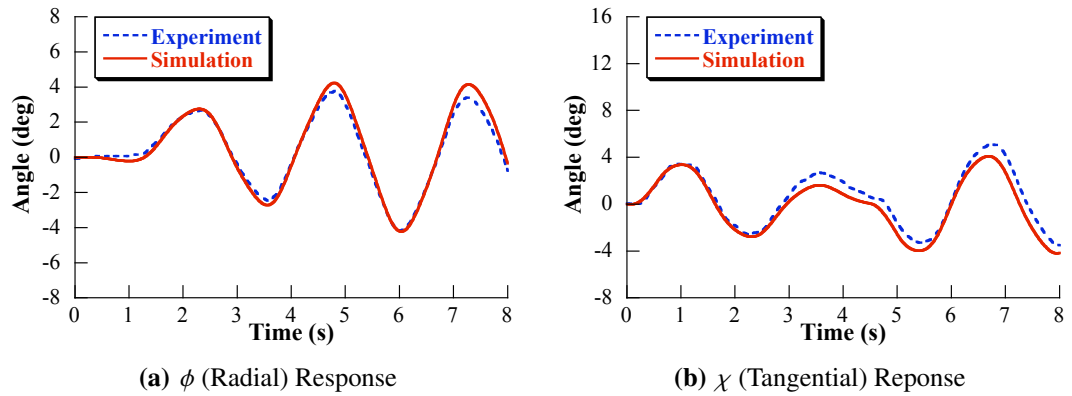 8
6
4
2
0
-2
-4
-6
-8
Angle (deg)
Experiment
Simulation
0 1 2 3 4 5 6 7 8
Time (s)
(a) ϕ (Radial) Response
16
12
8
4
0
-4
-8
Angle (deg)
Experiment
Simulation
0 1 2 3 4 5 6 7 8
Time (s)
(b) χ (Tangential) Reponse